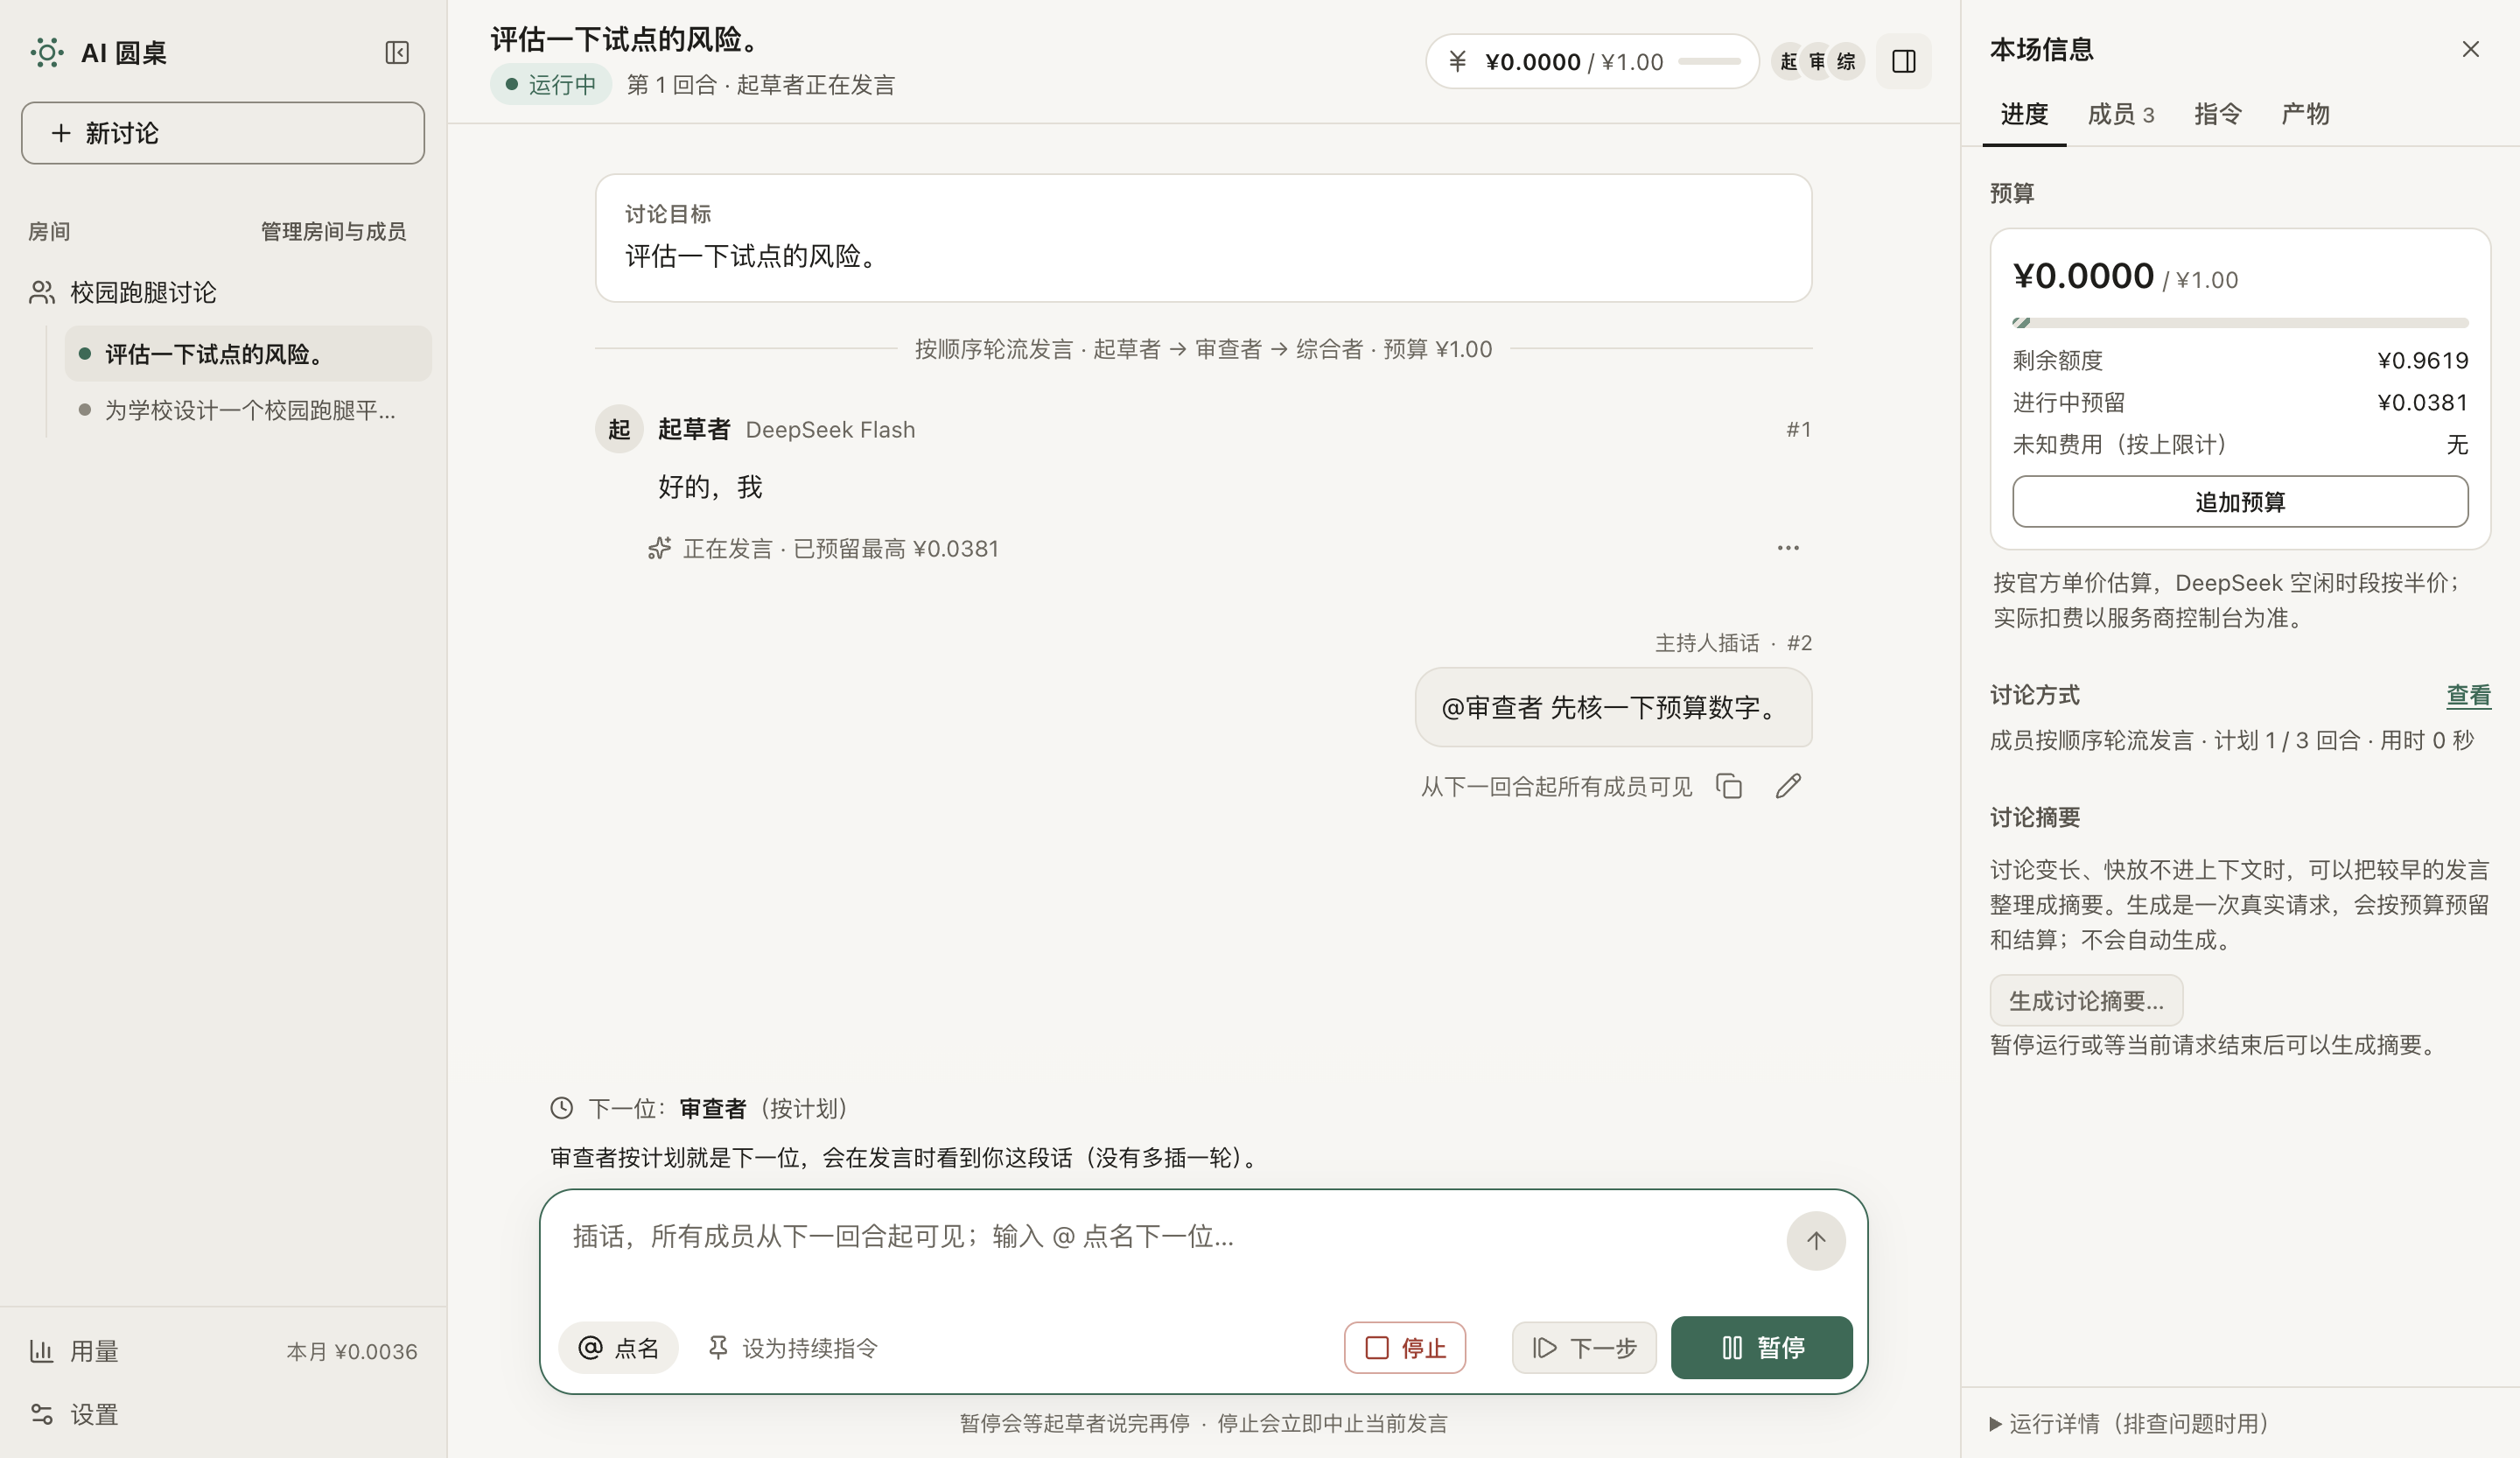 AI 圆桌
新讨论
房间
管理房间与成员
校园跑腿讨论
评估一下试点的风险。
为学校设计一个校园跑腿平...
用量
本月 ¥0.0036
设置
评估一下试点的风险。
运行中
第 1 回合 · 起草者正在发言
¥0.0000 / ¥1.00
起 审 综
讨论目标
评估一下试点的风险。
按顺序轮流发言 · 起草者 → 审查者 → 综合者 · 预算 ¥1.00
起
起草者 DeepSeek Flash
#1
好的，我
正在发言 · 已预留最高 ¥0.0381
主持人插话 · #2
@审查者 先核一下预算数字。
从下一回合起所有成员可见
下一位：审查者（按计划）
审查者按计划就是下一位，会在发言时看到你这段话（没有多插一轮）。
插话，所有成员从下一回合起可见；输入 @ 点名下一位...
@ 点名
设为持续指令
停止
下一步
暂停
暂停会等起草者说完再停 · 停止会立即中止当前发言
本场信息
进度
成员 3
指令
产物
预算
¥0.0000 / ¥1.00
剩余额度 ¥0.9619
进行中预留 ¥0.0381
未知费用（按上限计） 无
追加预算
按官方单价估算，DeepSeek 空闲时段按半价；
实际扣费以服务商控制台为准。
讨论方式
查看
成员按顺序轮流发言 · 计划 1 / 3 回合 · 用时 0 秒
讨论摘要
讨论变长、快放不进上下文时，可以把较早的发言
整理成摘要。生成是一次真实请求，会按预算预留
和结算；不会自动生成。
生成讨论摘要...
暂停运行或等当前请求结束后可以生成摘要。
运行详情（排查问题时用）